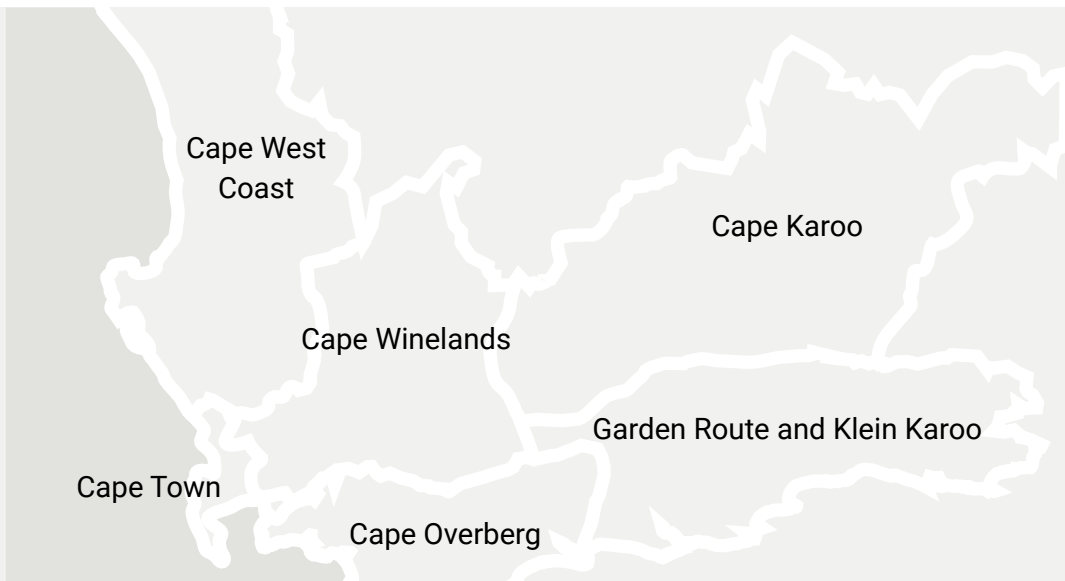 Cape West
Coast
Cape Karoo
Cape Winelands
Garden Route and Klein Karoo
Cape Town
Cape Overberg